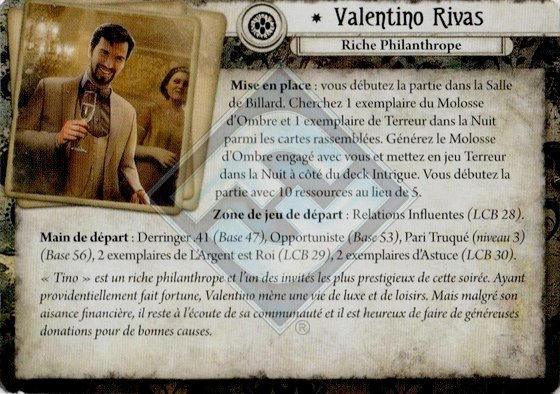 * Valentino Rivas
Riche Philanthrope
Mise en place : vous débutez la partie dans la Salle
de Billard. Cherchez 1 exemplaire du Molosse
d'Ombre et 1 exemplaire de Terreur dans la Nuit
parmi les cartes rassemblées. Générez le Molosse
d'Ombre engagé avec vous et mettez en jeu Terreur
dans la Nuit à côté du deck Intrigue. Vous débutez la
partie avec 10 ressources au lieu de 5.
Zone de jeu de départ : Relations Influentes (LCB 28).
Main de départ : Derringer .41 (Base 47), Opportuniste (Base 53), Pari Truqué (niveau 3)
(Base 56), 2 exemplaires de L'Argent est Roi (LCB 29), 2 exemplaires d'Astuce (LCB 30).
« Tino » est un riche philanthrope et l'un des invités les plus prestigieux de cette soirée. Ayant
providentiellement fait fortune, Valentino mène une vie de luxe et de loisirs. Mais malgré son
aisance financière, il reste à l'écoute de sa communauté et il est heureux de faire de généreuses
donations pour de bonnes causes.
®